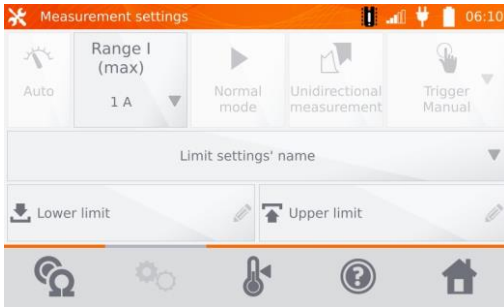 Measurement settings 06:10
Range I
(max)
1 A
Auto
Normal
mode
Unidirectional
measurement
Trigger
Manual
Limit settings' name
Lower limit
Upper limit